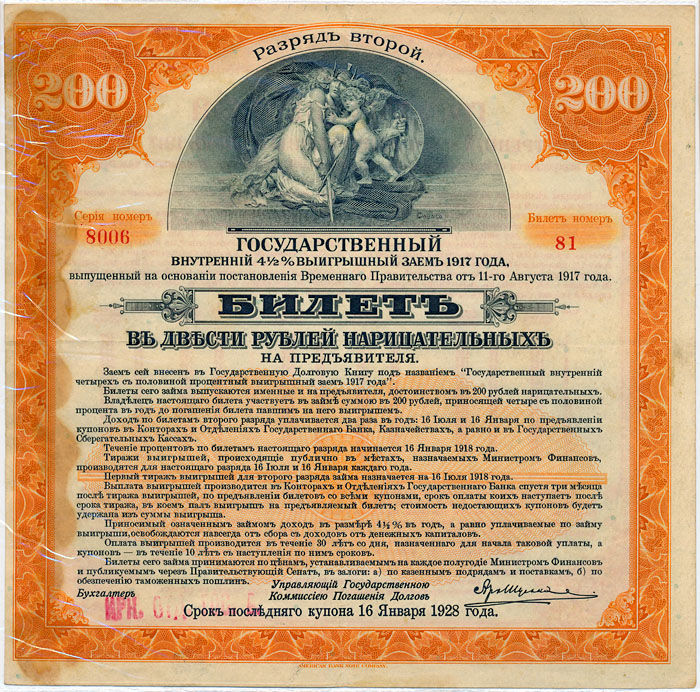 Разрядъ второй.
200
200
Серія номеръ
8006
Билетъ номеръ
81
ГОСУДАРСТВЕННЫЙ
ВНУТРЕННІЙ 4½% ВЫИГРЫШНЫЙ ЗАЕМЪ 1917 ГОДА,
выпущенный на основаніи постановленія Временнаго Правительства отъ 11-го Августа 1917 года.
БИЛЕТЪ
ВЪ ДВѢСТИ РУБЛЕЙ НАРИЦАТЕЛЬНЫХЪ
НА ПРЕДЪЯВИТЕЛЯ.
Заемъ сей внесенъ въ Государственную Долговую Книгу подъ названіемъ "Государственный внутренній
четырехъ съ половиной процентный выигрышный заемъ 1917 года".
Билеты сего займа выпускаются именные и на предъявителя, достоинствомъ въ 200 рублей нарицательныхъ.
Владѣлецъ настоящаго билета участвуетъ въ займѣ суммою въ 200 рублей, приносящей четыре съ половиной
процента въ годъ до погашенія билета павшимъ на него выигрышемъ.
Доходъ по билетамъ второго разряда уплачивается два раза въ годъ: 16 Іюля и 16 Января по предъявленіи
купоновъ въ Конторахъ и Отдѣленіяхъ Государственнаго Банка, Казначействахъ, а равно и въ Государственныхъ
Сберегательныхъ Кассахъ.
Теченіе процентовъ по билетамъ настоящаго разряда начинается 16 Января 1918 года.
Тиражи выигрышей, происходящіе публично въ мѣстахъ, назначаемыхъ Министромъ Финансовъ,
производятся для настоящаго разряда 16 Іюля и 16 Января каждаго года.
Первый тиражъ выигрышей для второго разряда займа назначается на 16 Іюля 1918 года.
Выплата выигрышей производится въ Конторахъ и Отдѣленіяхъ Государственнаго Банка спустя три мѣсяца
послѣ тиража выигрышей, по предъявленіи билетовъ со всѣми купонами, срокъ оплаты коихъ наступаетъ послѣ
срока тиража, въ коемъ палъ выигрышъ на предъявляемый билетъ; стоимость недостающихъ купоновъ будетъ
удержана изъ суммы выигрыша.
Приносимый означеннымъ займомъ доходъ въ размѣрѣ 4½% въ годъ, а равно уплачиваемые по займу
выигрыши, освобождаются навсегда отъ сбора съ доходовъ отъ денежныхъ капиталовъ.
Оплата выигрышей производится въ теченіе 30 лѣтъ со дня, назначеннаго для начала таковой уплаты, а
купоновъ — въ теченіе 10 лѣтъ съ наступленія по нимъ сроковъ.
Билеты сего займа принимаются по цѣнамъ, устанавливаемымъ на каждое полугодіе Министромъ Финансовъ
и публикуемымъ черезъ Правительствующій Сенатъ, въ залоги: а) по казеннымъ подрядамъ и поставкамъ, б) по
обезпеченію таможенныхъ пошлинъ.
Управляющій Государственною
Бухгалтеръ
Коммиссіею Погашенія Долговъ
ИРК.
Срокъ послѣдняго купона 16 Января 1928 года.
AMERICAN BANK NOTE COMPANY.